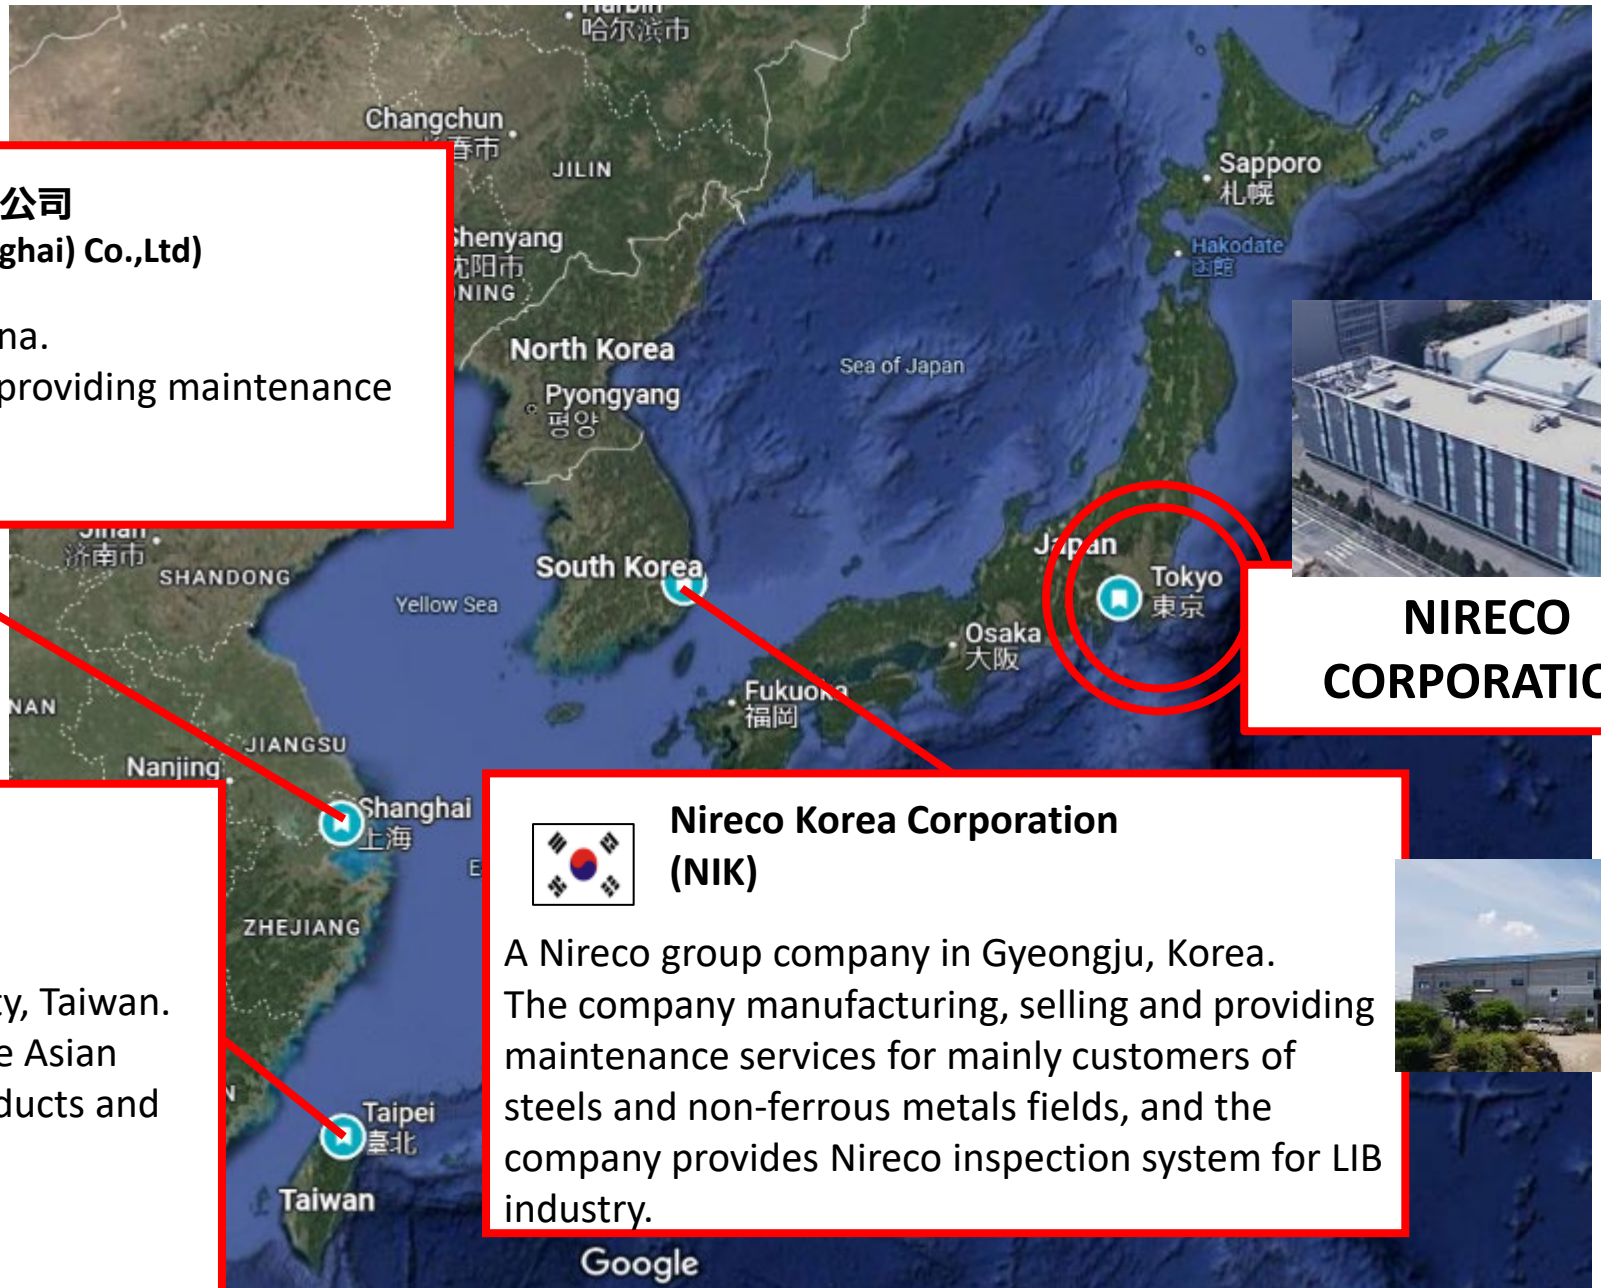 哈尔滨市
Changchun
JILIN
Sapporo
札幌
公司
Shenyang
ghai) Co.,Ltd)
沈阳市
Hakodate
函館
NING
na.
North Korea
Sea of Japan
providing maintenance
Pyongyang
평양
Jinan
济南市
SHANDONG
South Korea
Japan
Yellow Sea
Tokyo
東京
NIRECO
Osaka
大阪
CORPORATIO
Fukuoka
福岡
NAN
JIANGSU
Nanjing
Shanghai
上海
Nireco Korea Corporation
(NIK)
ZHEJIANG
A Nireco group company in Gyeongju, Korea.
The company manufacturing, selling and providing
maintenance services for mainly customers of
steels and non-ferrous metals fields, and the
company provides Nireco inspection system for LIB
industry.
ty, Taiwan.
e Asian
ducts and
Taipei
臺北
Taiwan
Google